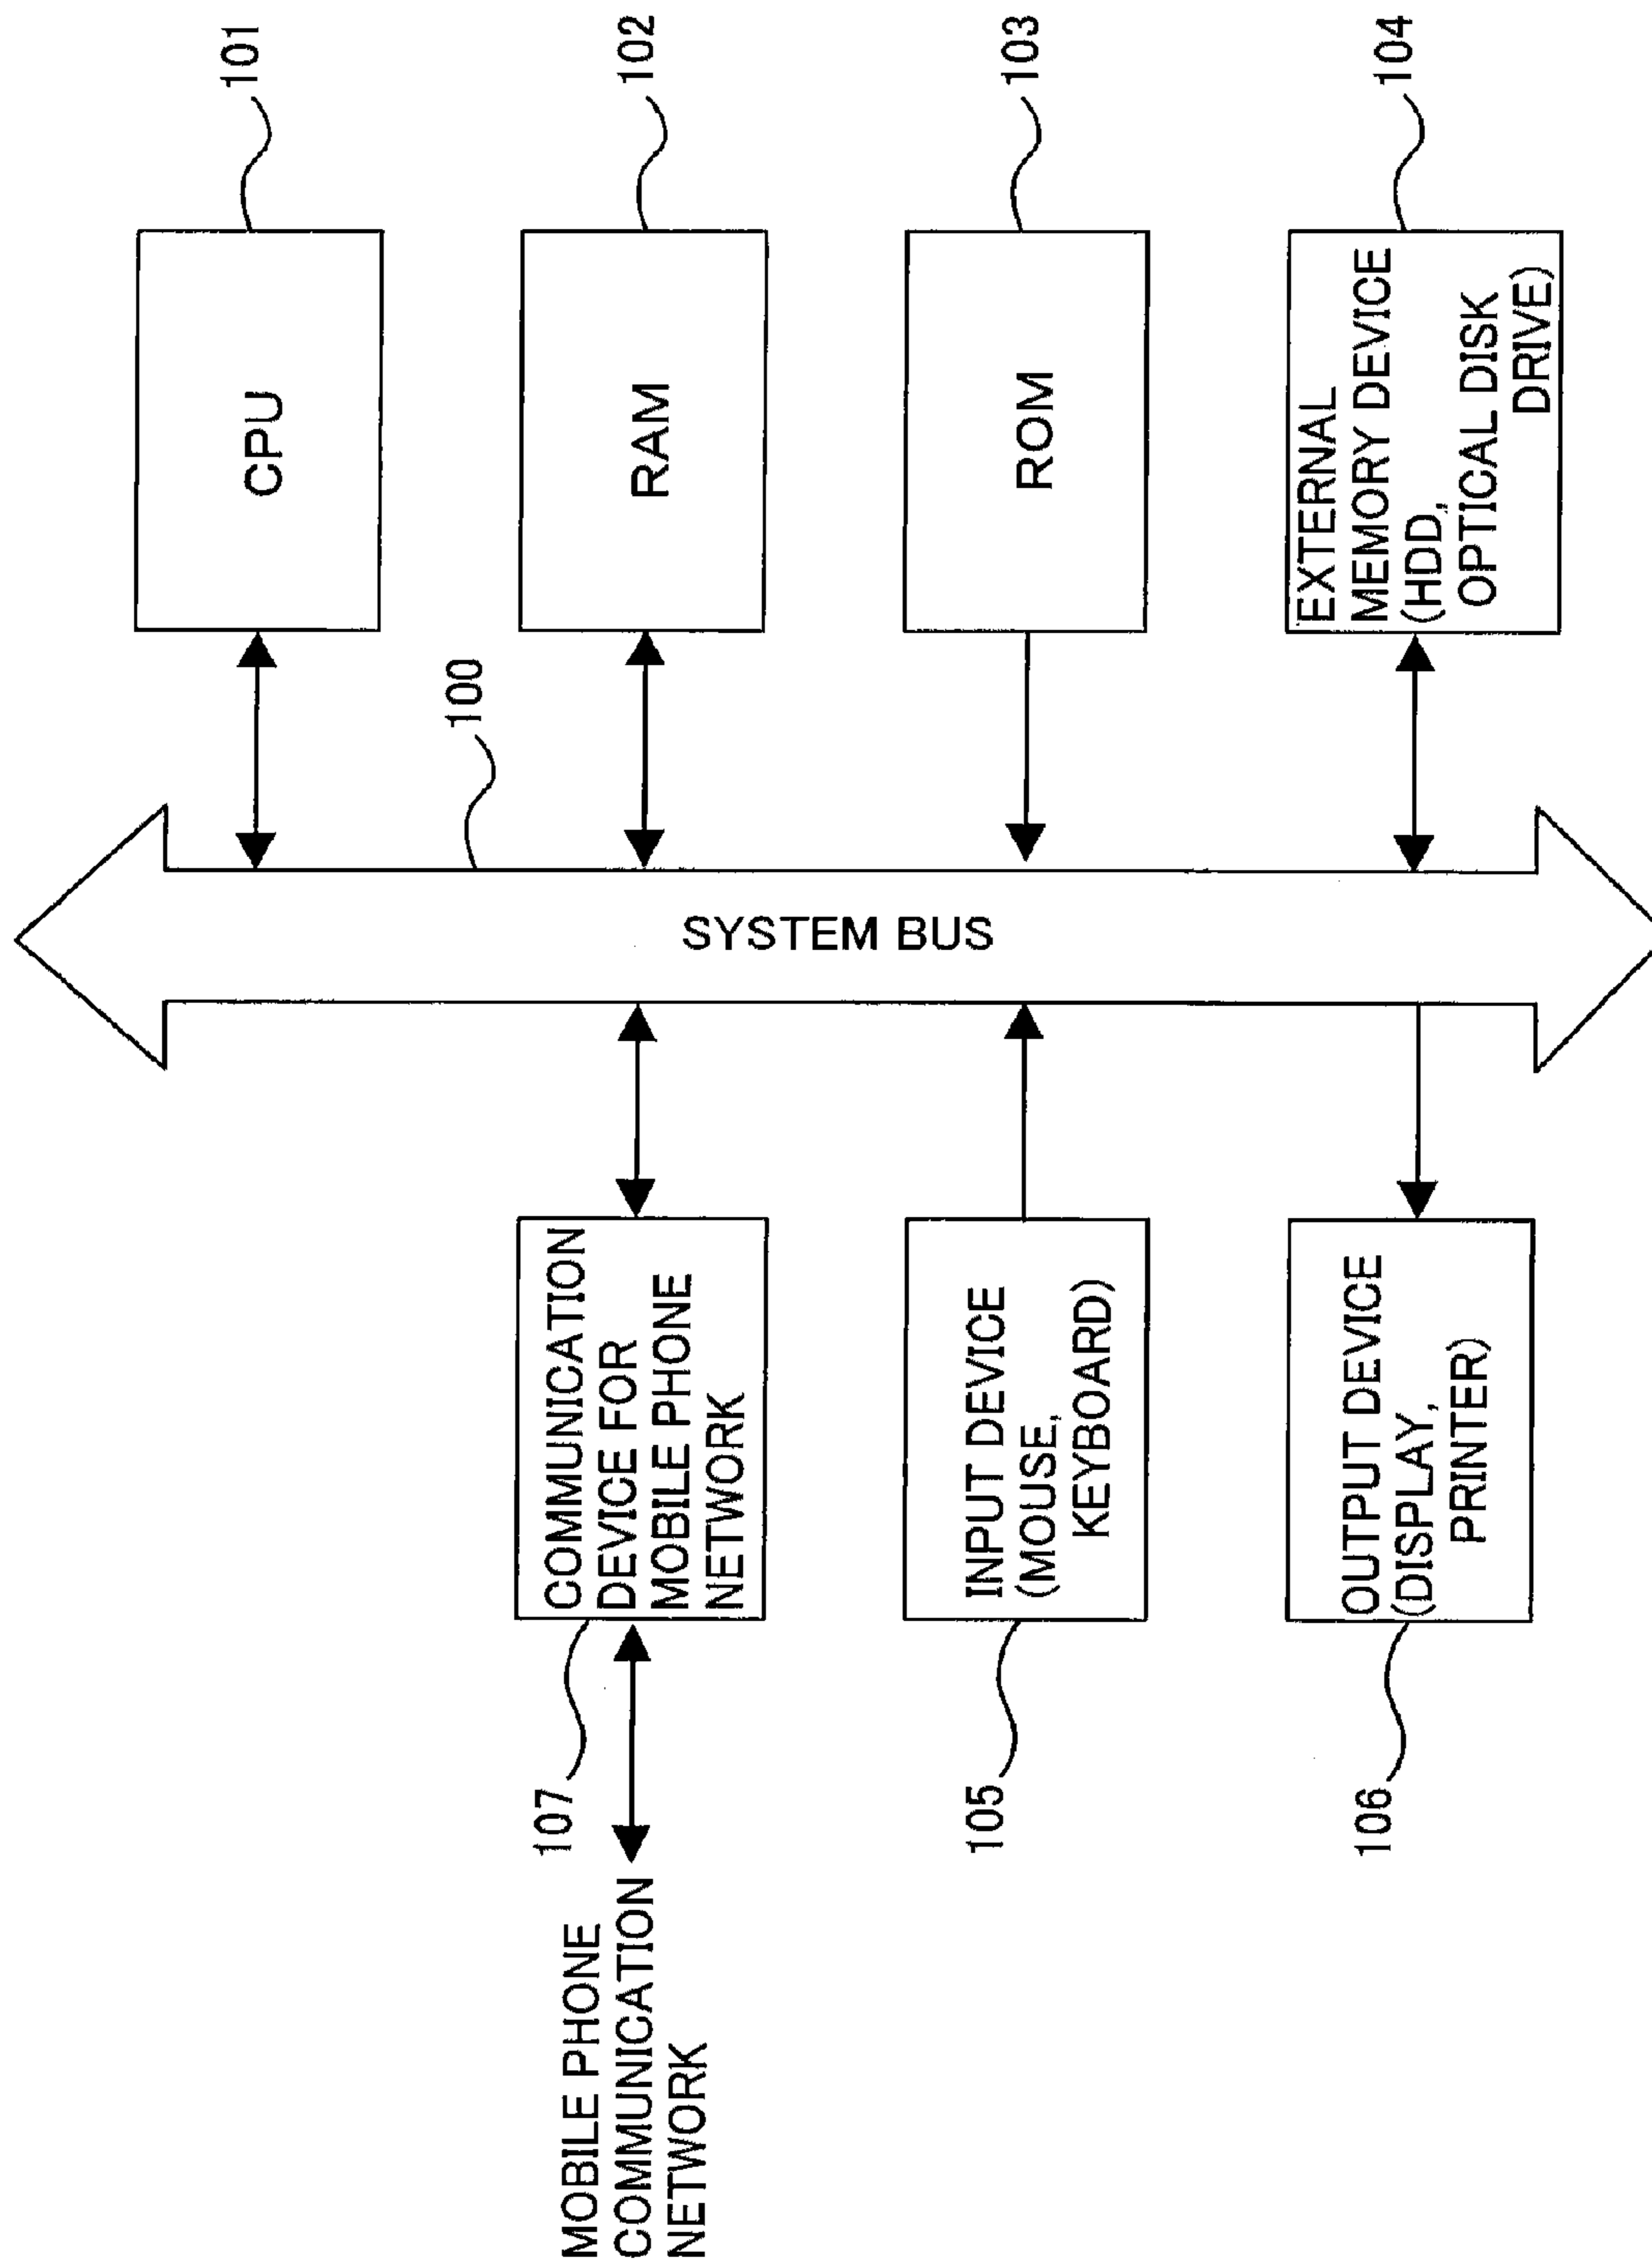 101
102
103
104
CPU
RAM
ROM
EXTERNAL
MEMORY DEVICE
(HDD,
OPTICAL DISK
DRIVE)
100
SYSTEM BUS
COMMUNICATION
DEVICE FOR
MOBILE PHONE
NETWORK
INPUT DEVICE
(MOUSE,
KEYBOARD)
OUTPUT DEVICE
(DISPLAY,
PRINTER)
107
105
106
MOBILE PHONE
COMMUNICATION
NETWORK